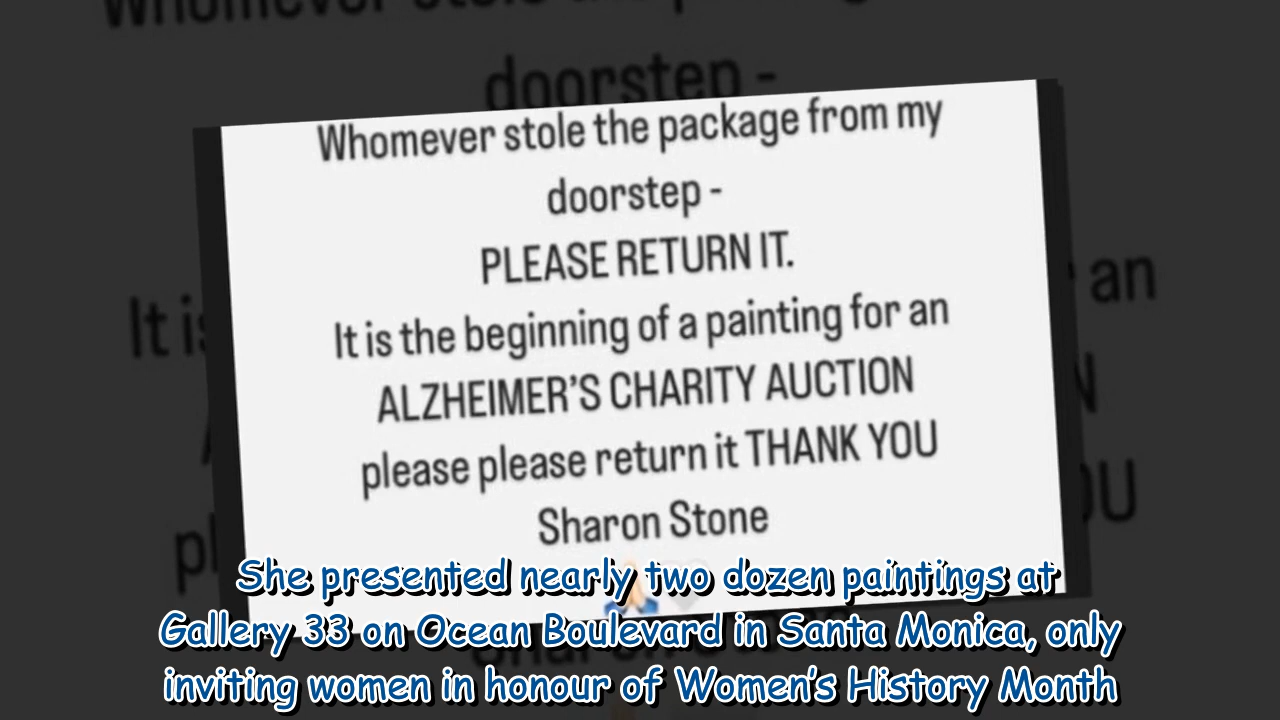 Whomever stole the package from my
doorstep -
PLEASE RETURN IT.
It is the beginning of a painting for an
ALZHEIMER'S CHARITY AUCTION
please please return it THANK YOU
Sharon Stone
She presented nearly two dozen paintings at
Gallery 33 on Ocean Boulevard in Santa Monica, only
inviting women in honour of Women's History Month